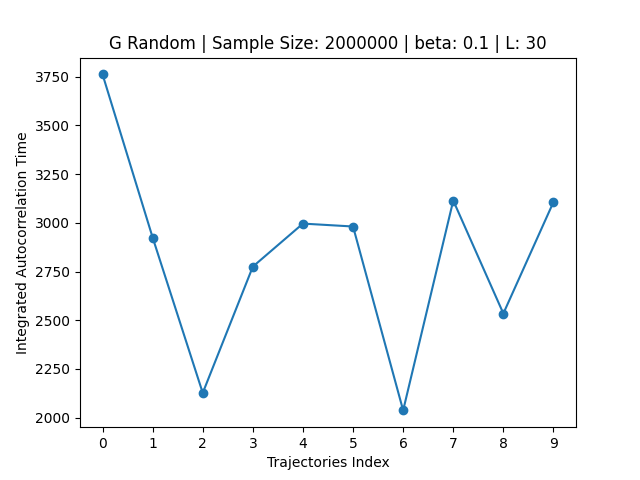 G Random | Sample Size: 2000000 | beta: 0.1 | L: 30
Integrated Autocorrelation Time
3750
3500
3250
3000
2750
2500
2250
2000
0 1 2 3 4 5 6 7 8 9
Trajectories Index